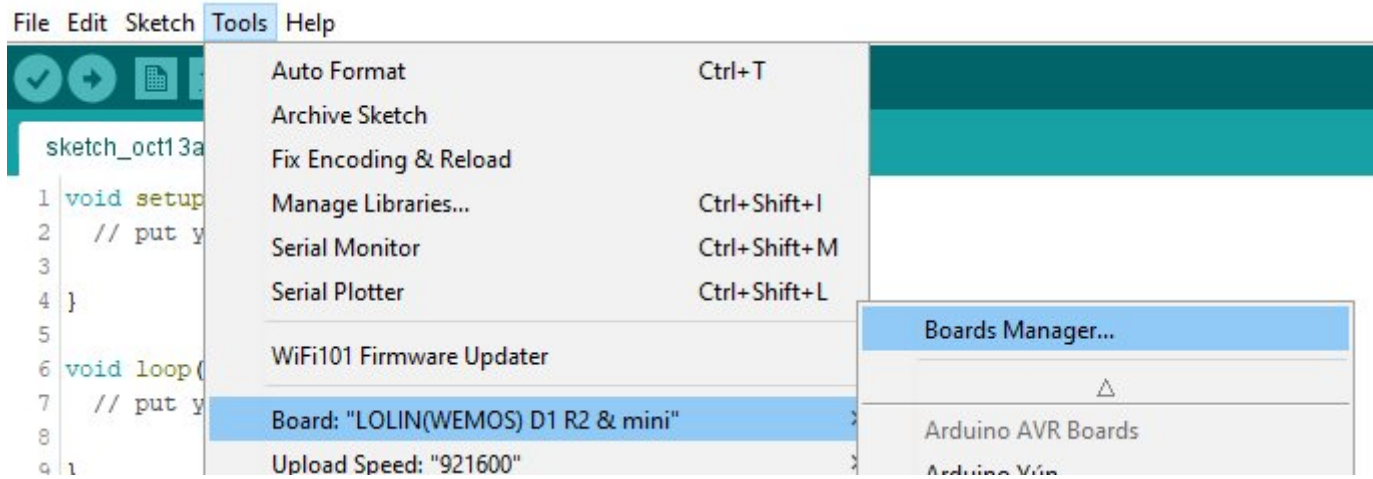 File Edit Sketch Tools Help
Auto Format Ctrl+T
Archive Sketch
sketch_oct13a
Fix Encoding & Reload
1 void setup
Manage Libraries... Ctrl+Shift+I
2 // put y
Serial Monitor Ctrl+Shift+M
3
4 }
Serial Plotter Ctrl+Shift+L
5
Boards Manager...
6 void loop(
WiFi101 Firmware Updater
7 // put y
Board: "LOLIN(WEMOS) D1 R2 & mini"
8
Arduino AVR Boards
9 }
Upload Speed: "921600"
Arduino Yún